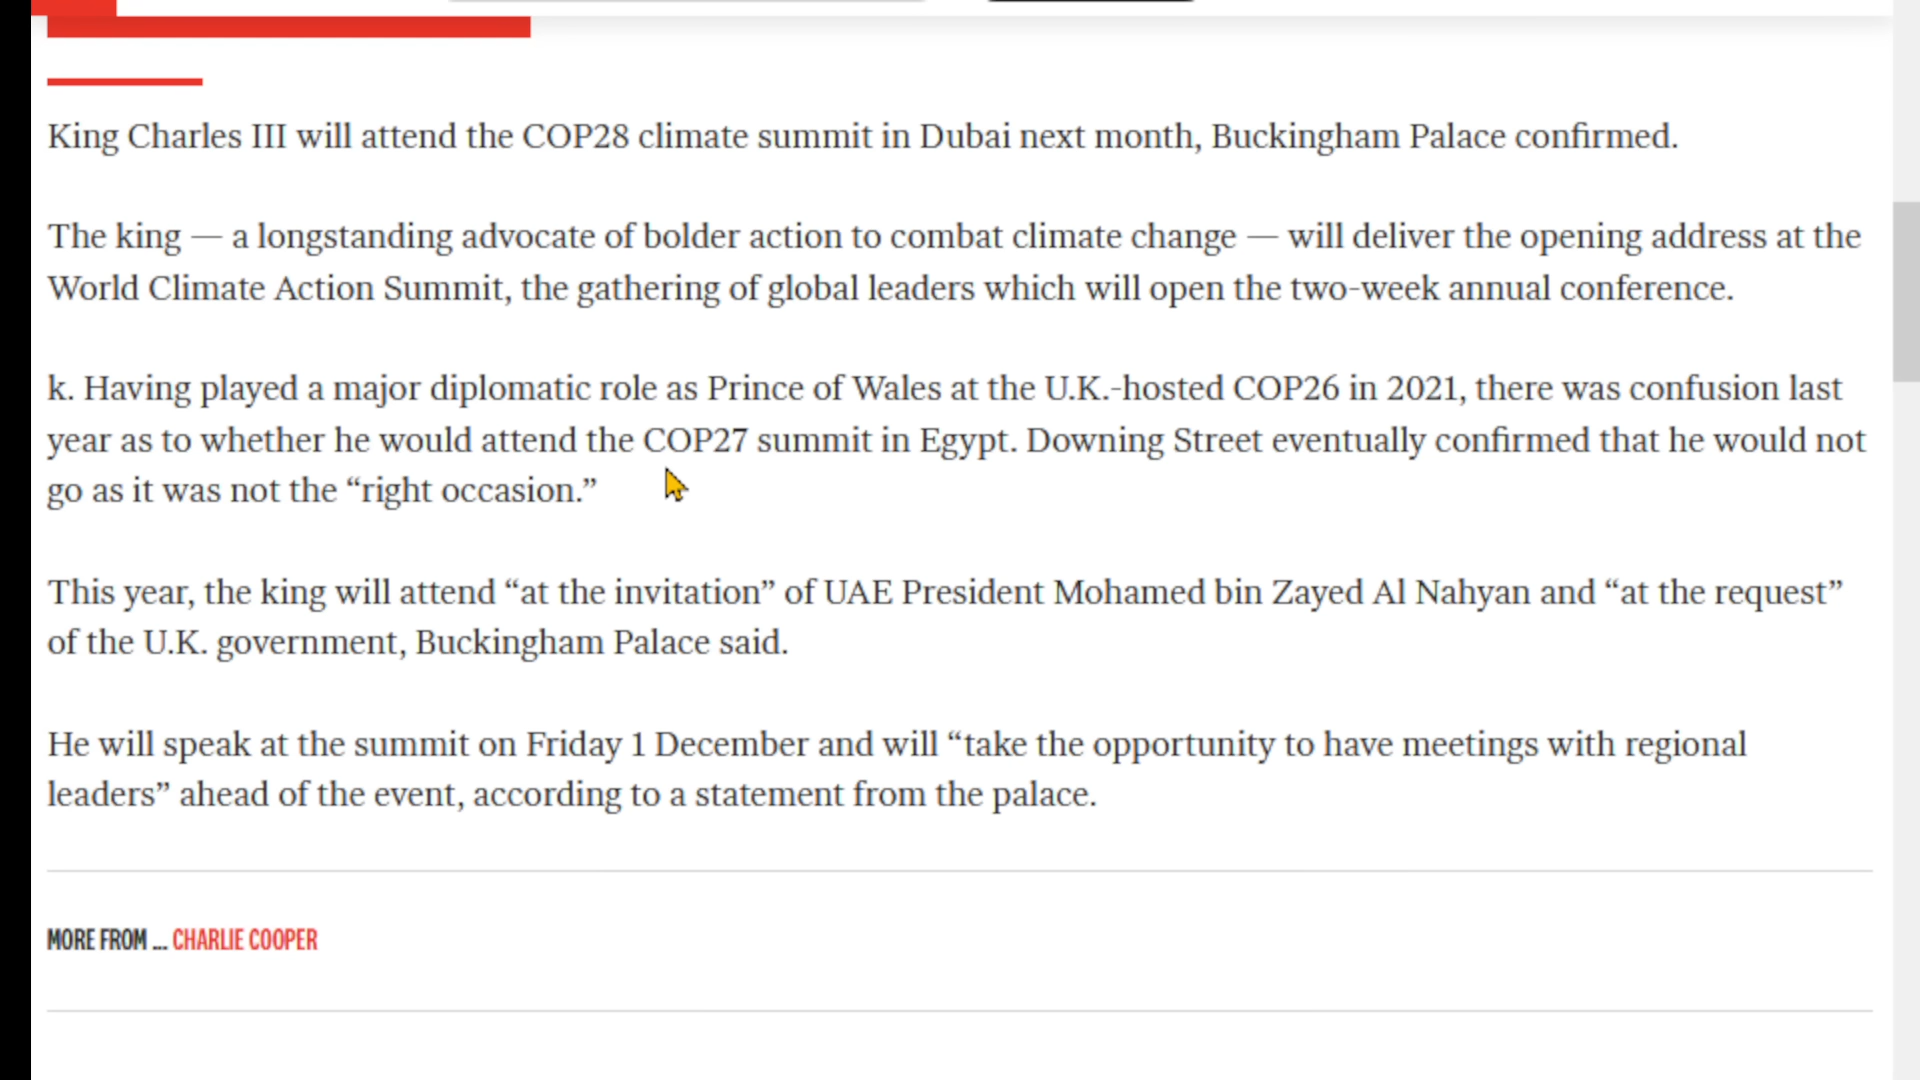 King Charles III will attend the COP28 climate summit in Dubai next month, Buckingham Palace confirmed.
The king — a longstanding advocate of bolder action to combat climate change — will deliver the opening address at the
World Climate Action Summit, the gathering of global leaders which will open the two-week annual conference.
k. Having played a major diplomatic role as Prince of Wales at the U.K.-hosted COP26 in 2021, there was confusion last
year as to whether he would attend the COP27 summit in Egypt. Downing Street eventually confirmed that he would not
go as it was not the “right occasion.”
This year, the king will attend “at the invitation” of UAE President Mohamed bin Zayed Al Nahyan and “at the request”
of the U.K. government, Buckingham Palace said.
He will speak at the summit on Friday 1 December and will “take the opportunity to have meetings with regional
leaders” ahead of the event, according to a statement from the palace.
MORE FROM ... CHARLIE COOPER